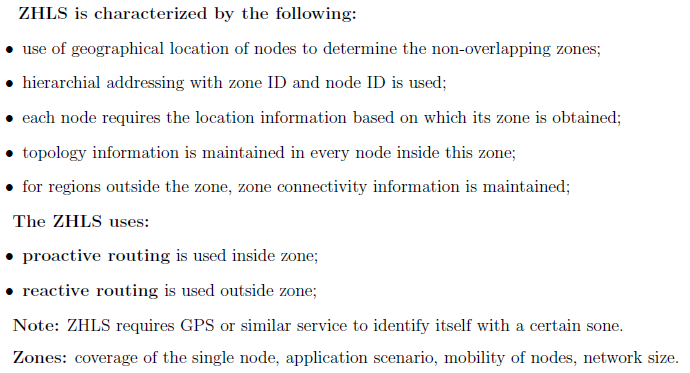 ZHLS is characterized by the following:
• use of geographical location of nodes to determine the non-overlapping zones;
• hierarchial addressing with zone ID and node ID is used;
• each node requires the location information based on which its zone is obtained;
• topology information is maintained in every node inside this zone;
• for regions outside the zone, zone connectivity information is maintained;
The ZHLS uses:
• proactive routing is used inside zone;
• reactive routing is used outside zone;
Note: ZHLS requires GPS or similar service to identify itself with a certain sone.
Zones: coverage of the single node, application scenario, mobility of nodes, network size.